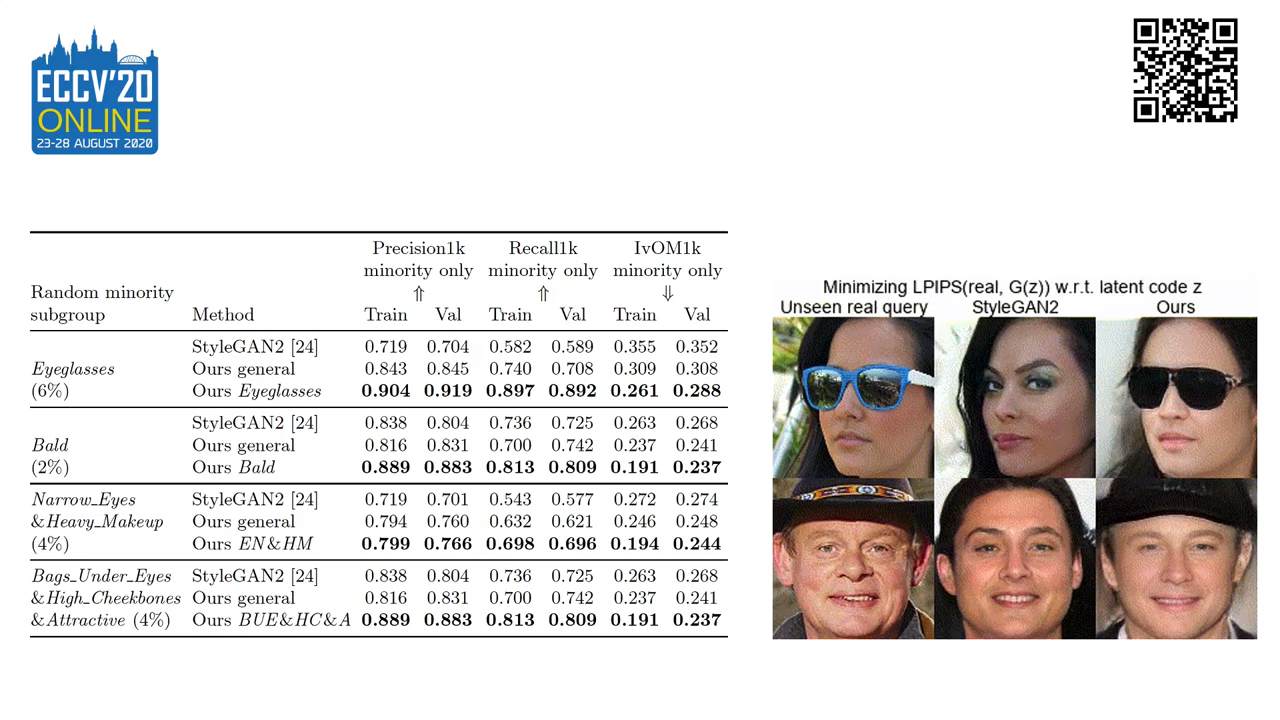 ECCV'20
ONLINE
23-28 AUGUST 2020
Precision1k Recall1k IvOM1k
minority only minority only minority only
Random minority ⇑ ⇑ ⇓
subgroup Method Train Val Train Val Train Val
StyleGAN2 [24] 0.719 0.704 0.582 0.589 0.355 0.352
Eyeglasses Ours general 0.843 0.845 0.740 0.708 0.309 0.308
(6%) Ours Eyeglasses 0.904 0.919 0.897 0.892 0.261 0.288
StyleGAN2 [24] 0.838 0.804 0.736 0.725 0.263 0.268
Bald Ours general 0.816 0.831 0.700 0.742 0.237 0.241
(2%) Ours Bald 0.889 0.883 0.813 0.809 0.191 0.237
Narrow_Eyes StyleGAN2 [24] 0.719 0.701 0.543 0.577 0.272 0.274
&Heavy_Makeup Ours general 0.794 0.760 0.632 0.621 0.246 0.248
(4%) Ours EN&HM 0.799 0.766 0.698 0.696 0.194 0.244
Bags_Under_Eyes StyleGAN2 [24] 0.838 0.804 0.736 0.725 0.263 0.268
&High_Cheekbones Ours general 0.816 0.831 0.700 0.742 0.237 0.241
&Attractive (4%) Ours BUE&HC&A 0.889 0.883 0.813 0.809 0.191 0.237
Minimizing LPIPS(real, G(z)) w.r.t. latent code z
Unseen real query StyleGAN2 Ours